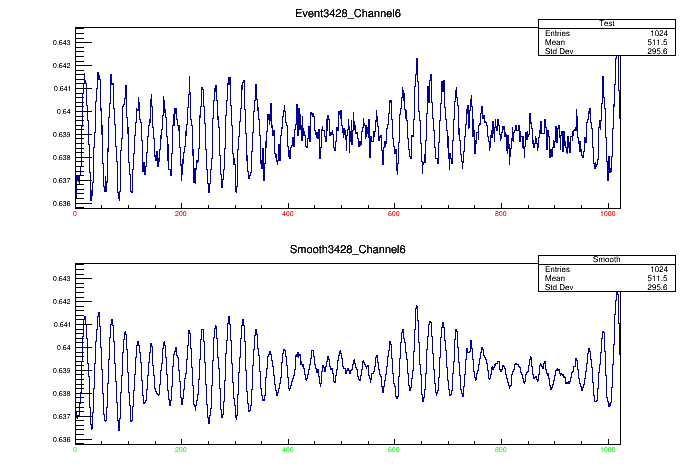 Event3428_Channel6
Test
Entries 1024
Mean 511.5
Std Dev 295.6
0.643
0.642
0.641
0.64
0.639
0.638
0.637
0.636
0 200 400 600 800 1000
Smooth3428_Channel6
Smooth
Entries 1024
Mean 511.5
Std Dev 295.6
0.643
0.642
0.641
0.64
0.639
0.638
0.637
0.636
0 200 400 600 800 1000